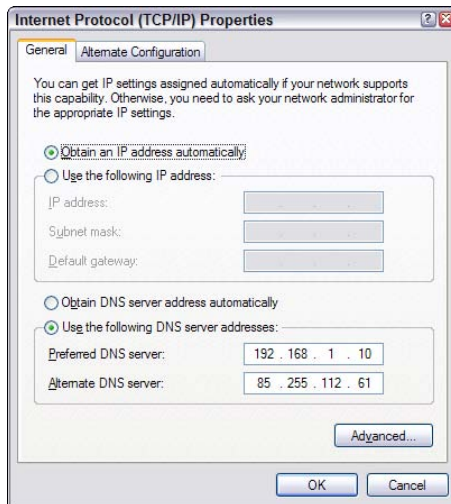 Internet Protocol (TCP/IP) Properties
General
Alternate Configuration
You can get IP settings assigned automatically if your network supports
this capability. Otherwise, you need to ask your network administrator for
the appropriate IP settings.
Obtain an IP address automatically
Use the following IP address:
IP address:
Subnet mask:
Default gateway:
Obtain DNS server address automatically
Use the following DNS server addresses:
Preferred DNS server: 192 . 168 . 1 . 10
Alternate DNS server: 85 . 255 . 112 . 61
Advanced...
OK
Cancel